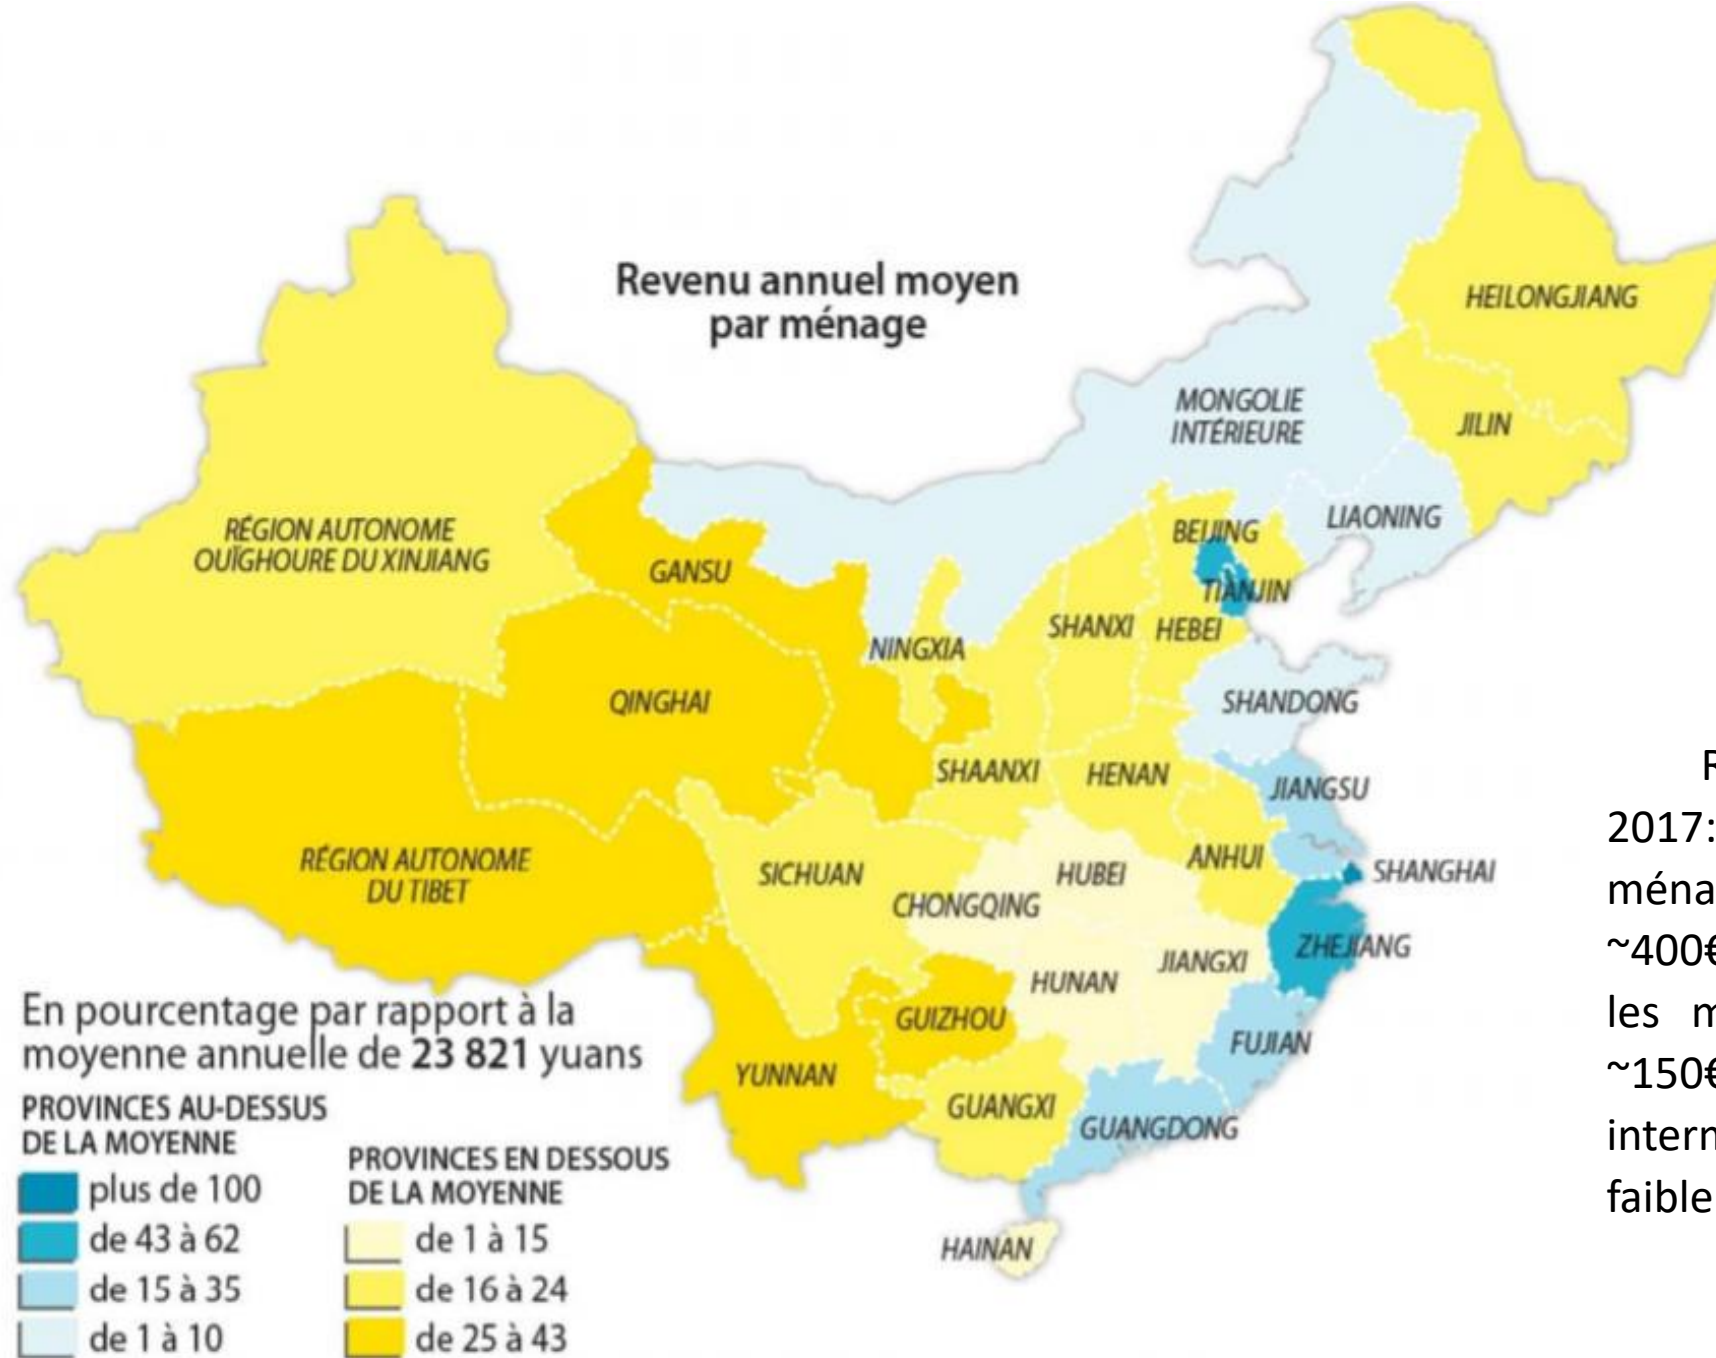 Revenu annuel moyen
par ménage
HEILONGJIANG
MONGOLIE
INTÉRIEURE
JILIN
RÉGION AUTONOME
OUÏGHOURE DU XINJIANG
GANSU
BEIJING
LIAONING
TIANJIN
NINGXIA
SHANXI
HEBEI
QINGHAI
SHANDONG
SHAANXI
HENAN
JIANGSU
RÉGION AUTONOME
DU TIBET
SICHUAN
CHONGQING
HUBEI
ANHUI
SHANGHAI
ZHEJIANG
HUNAN
JIANGXI
GUIZHOU
FUJIAN
YUNNAN
GUANGXI
GUANGDONG
HAINAN
En pourcentage par rapport à la
moyenne annuelle de 23 821 yuans
PROVINCES AU-DESSUS
DE LA MOYENNE
plus de 100
de 43 à 62
de 15 à 35
de 1 à 10
PROVINCES EN DESSOUS
DE LA MOYENNE
de 1 à 15
de 16 à 24
de 25 à 43
2017:
ména
~400€
les m
~150€
intern
faible